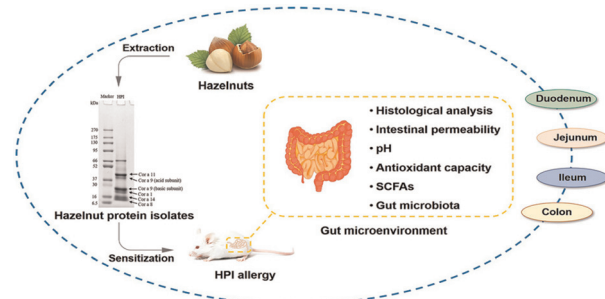 Extraction
Hazelnuts
Marker HPI
kDa
270
175
130
95
66
52
37
30
16
6.5
Cor a 11
Cor a 9 (acid subunit)
Cor a 9 (basic subunit)
Cor a 1
Cor a 14
Cor a 8
Hazelnut protein isolates
Sensitization
HPI allergy
• Histological analysis
• Intestinal permeability
• pH
• Antioxidant capacity
• SCFAs
• Gut microbiota
Gut microenvironment
Duodenum
Jejunum
Ileum
Colon